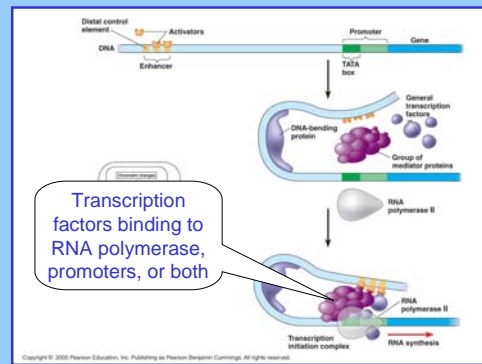 Distal control
element
Activators
Promoter
Gene
DNA
Enhancer
TATA
box
General
transcription
factors
DNA-bending
protein
Group of
mediator proteins
Chromatin changes
RNA
polymerase II
Transcription
factors binding to
RNA polymerase,
promoters, or both
RNA
polymerase II
Transcription
initiation complex
RNA synthesis
Copyright © 2005 Pearson Education, Inc. Publishing as Pearson Benjamin Cummings. All rights reserved.